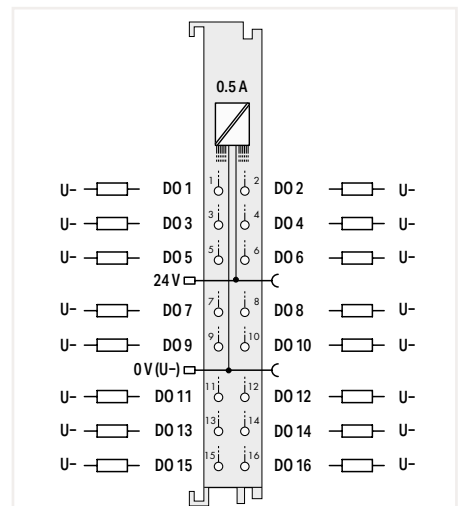 0.5 A
U- DO 1 1 2 DO 2 U-
U- DO 3 3 4 DO 4 U-
U- DO 5 5 6 DO 6 U-
24 V
U- DO 7 7 8 DO 8 U-
U- DO 9 9 10 DO 10 U-
0 V (U-)
U- DO 11 11 12 DO 12 U-
U- DO 13 13 14 DO 14 U-
U- DO 15 15 16 DO 16 U-